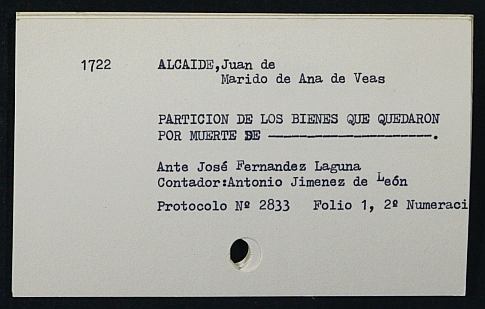 1722 ALCAIDE,Juan de
Marido de Ana de Veas
PARTICION DE LOS BIENES QUE QUEDARON
POR MUERTE DE ---------------------.
Ante José Fernandez Laguna
Contador:Antonio Jimenez de León
Protocolo Nº 2833 Folio 1, 2º Numeraci